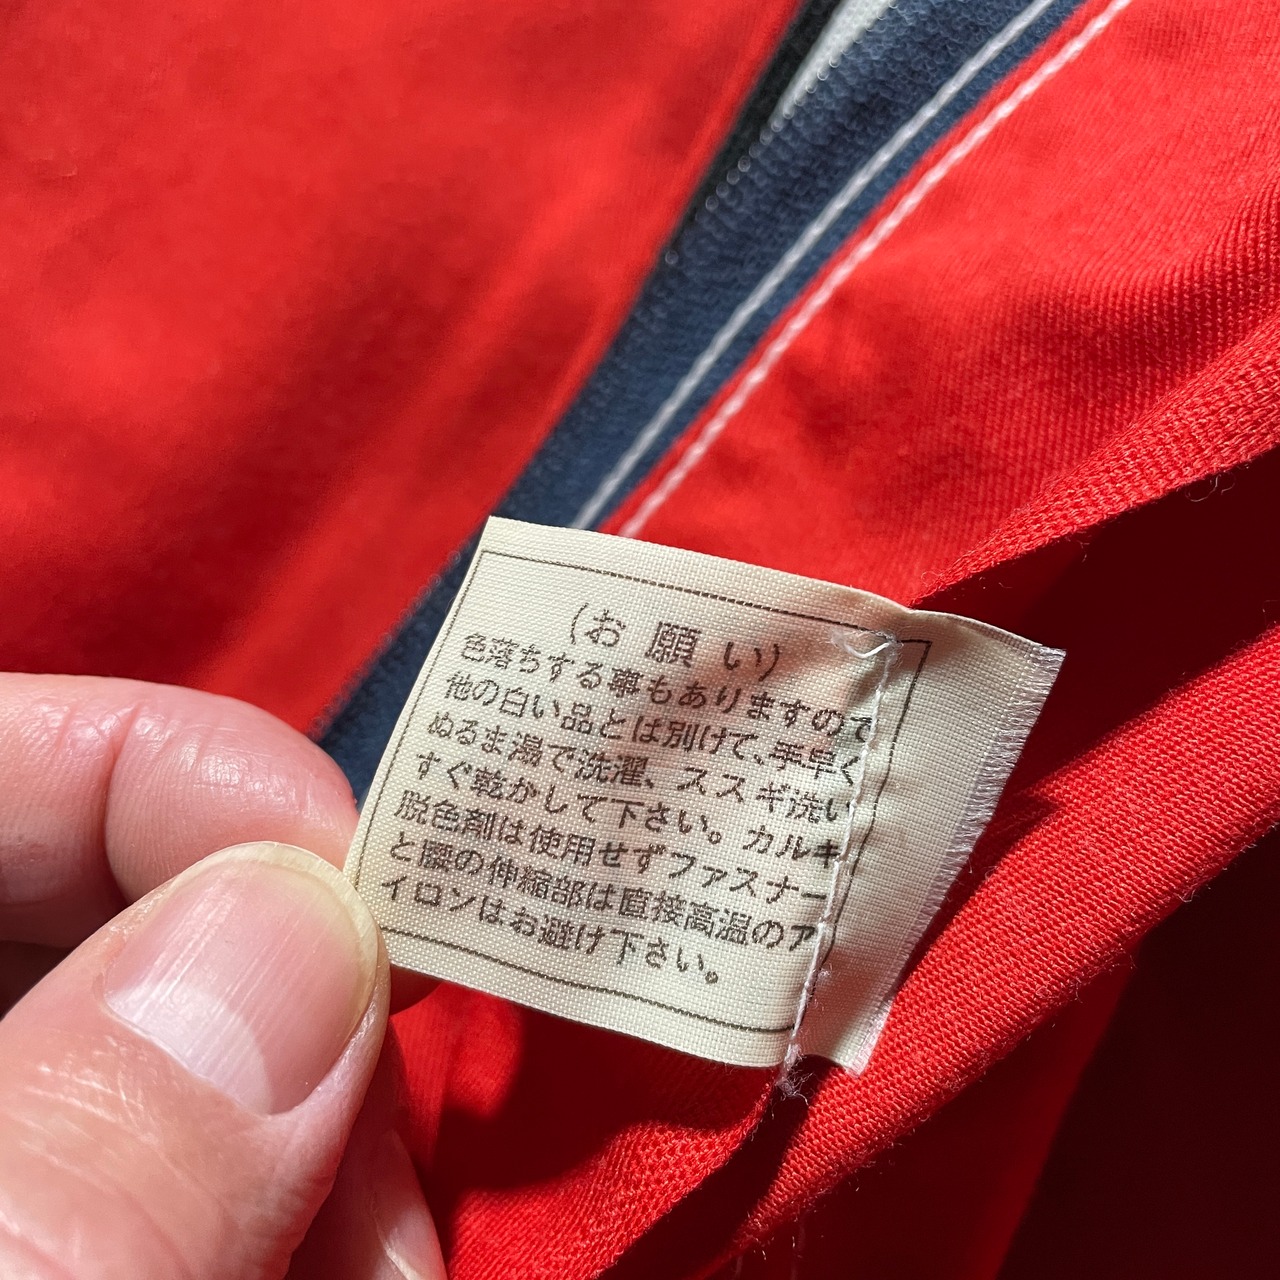 (お願い)
色落ちする事もありますので
他の白い品とは別けて、手早く
ぬるま湯で洗濯、ススギ洗い
すぐ乾かして下さい。カルキ
脱色剤は使用せずファスナー
と腰の伸縮部は直接高温のア
イロンはお避け下さい。